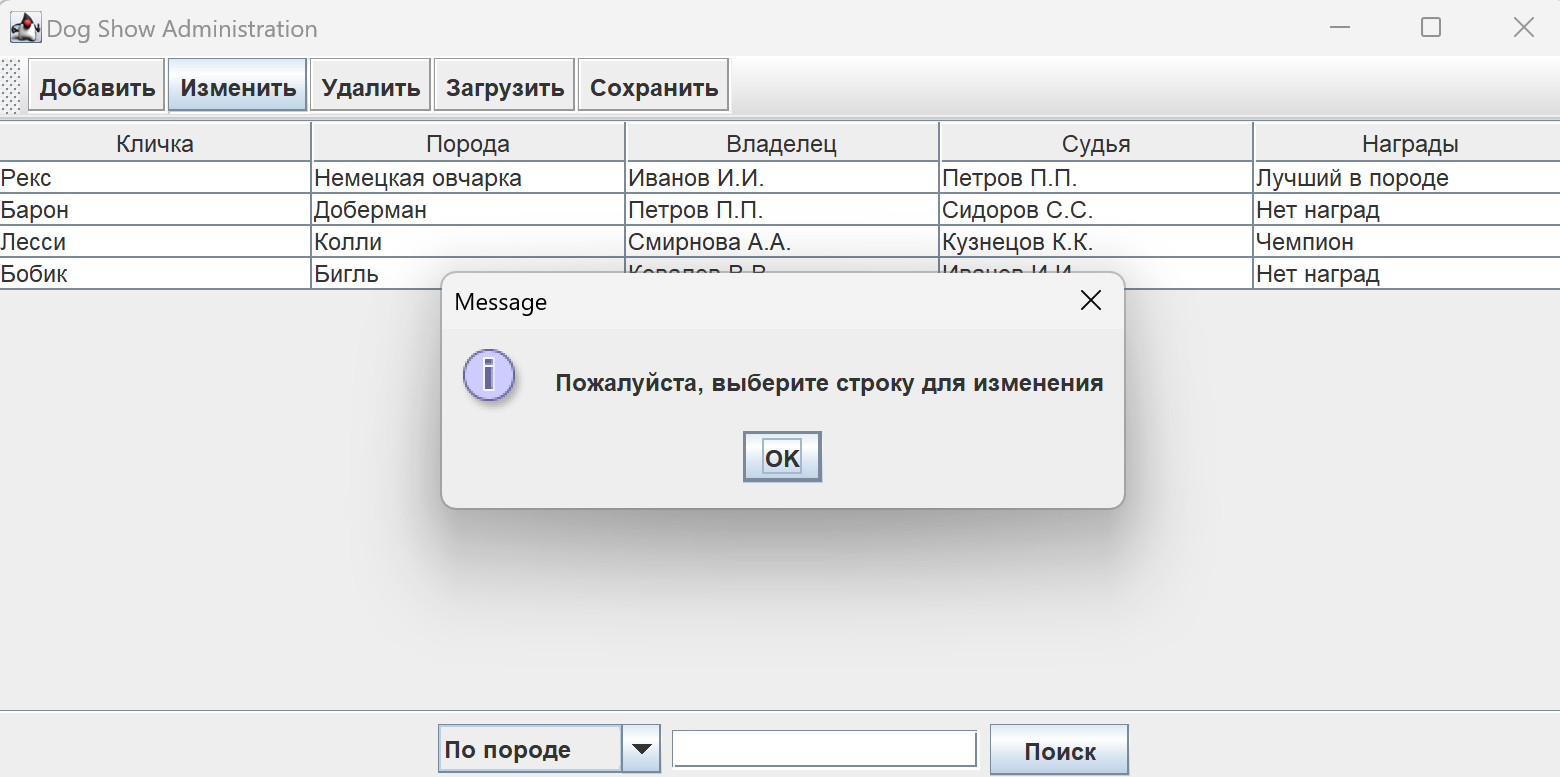 Dog Show Administration
Добавить Изменить Удалить Загрузить Сохранить
Кличка Порода Владелец Судья Награды
Рекс Немецкая овчарка Иванов И.И. Петров П.П. Лучший в породе
Барон Доберман Петров П.П. Сидоров С.С. Нет наград
Лесси Колли Смирнова А.А. Кузнецов К.К. Чемпион
Бобик Бигль Ковалев В.В. Иванов И.И. Нет наград
Message
i
Пожалуйста, выберите строку для изменения
OK
По породе Поиск